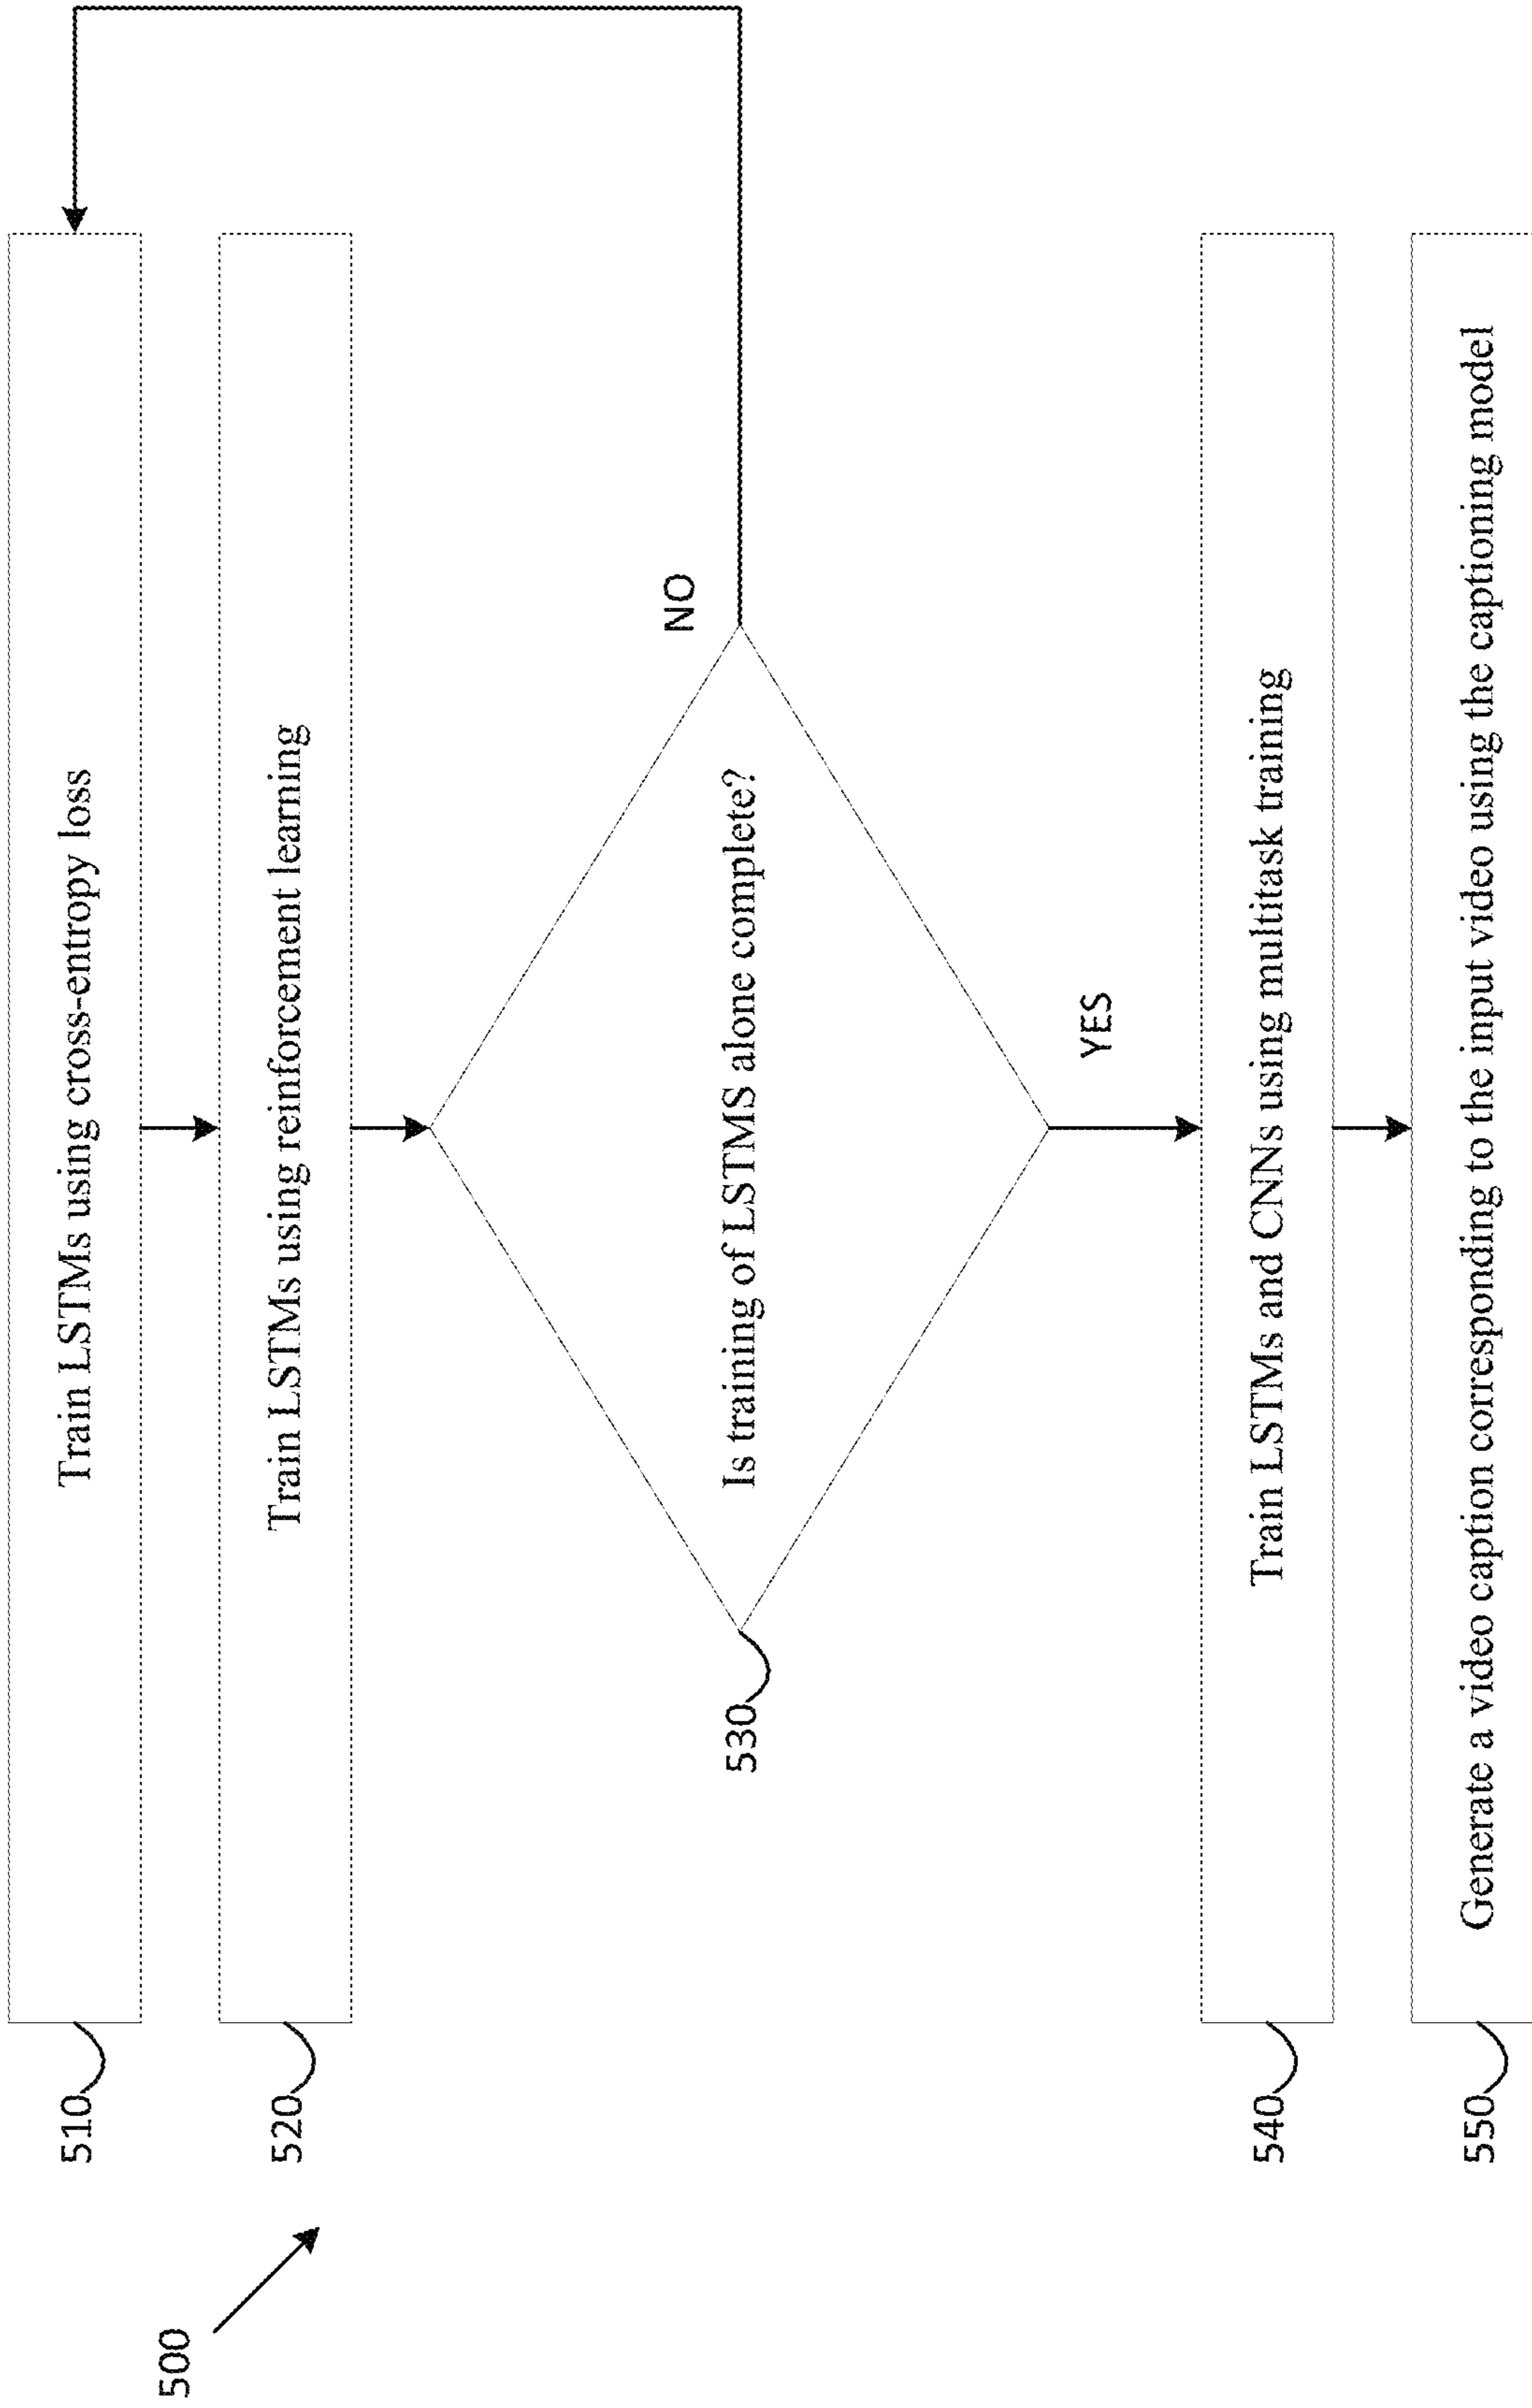 500
510
Train LSTMs using cross-entropy loss
520
Train LSTMs using reinforcement learning
530
Is training of LSTMS alone complete?
NO
YES
540
Train LSTMs and CNNs using multitask training
550
Generate a video caption corresponding to the input video using the captioning model